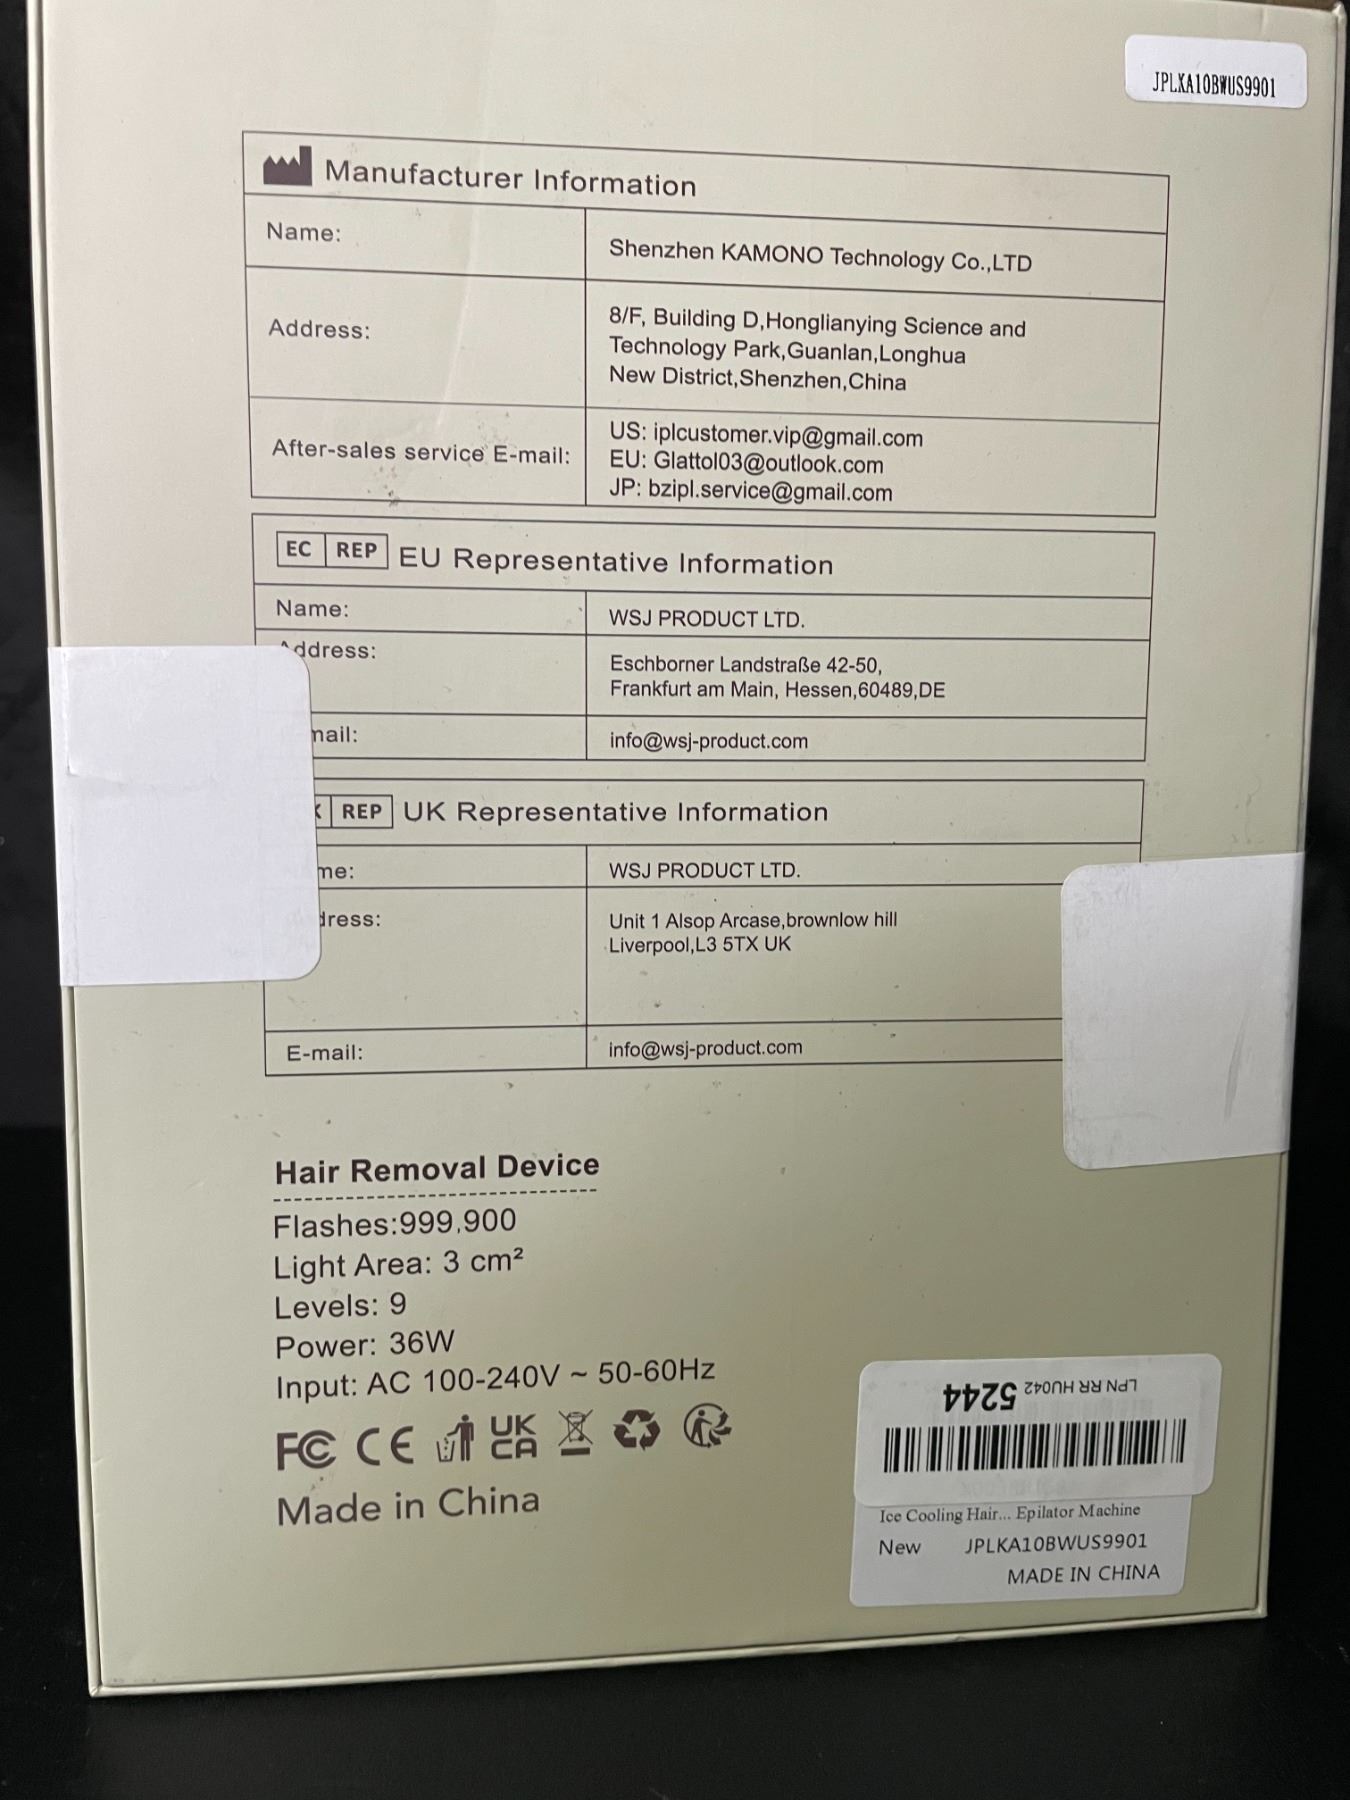 JPLKA10BWUS9901
Manufacturer Information
Name:
Shenzhen KAMONO Technology Co.,LTD
Address:
8/F, Building D,Honglianying Science and
Technology Park,Guanlan,Longhua
New District,Shenzhen,China
After-sales service E-mail:
US: iplcustomer.vip@gmail.com
EU: Glattol03@outlook.com
JP: bzipl.service@gmail.com
EC REP EU Representative Information
Name:
WSJ PRODUCT LTD.
ddress:
Eschborner Landstraße 42-50,
Frankfurt am Main, Hessen,60489,DE
mail:
info@wsj-product.com
K REP UK Representative Information
me:
WSJ PRODUCT LTD.
dress:
Unit 1 Alsop Arcase,brownlow hill
Liverpool,L3 5TX UK
E-mail:
info@wsj-product.com
Hair Removal Device
Flashes:999,900
Light Area: 3 cm²
Levels: 9
Power: 36W
Input: AC 100-240V ~ 50-60Hz
FC CE UK CA
Made in China
LPN RR HU042 5244
Ice Cooling Hair... Epilator Machine
New JPLKA10BWUS9901
MADE IN CHINA